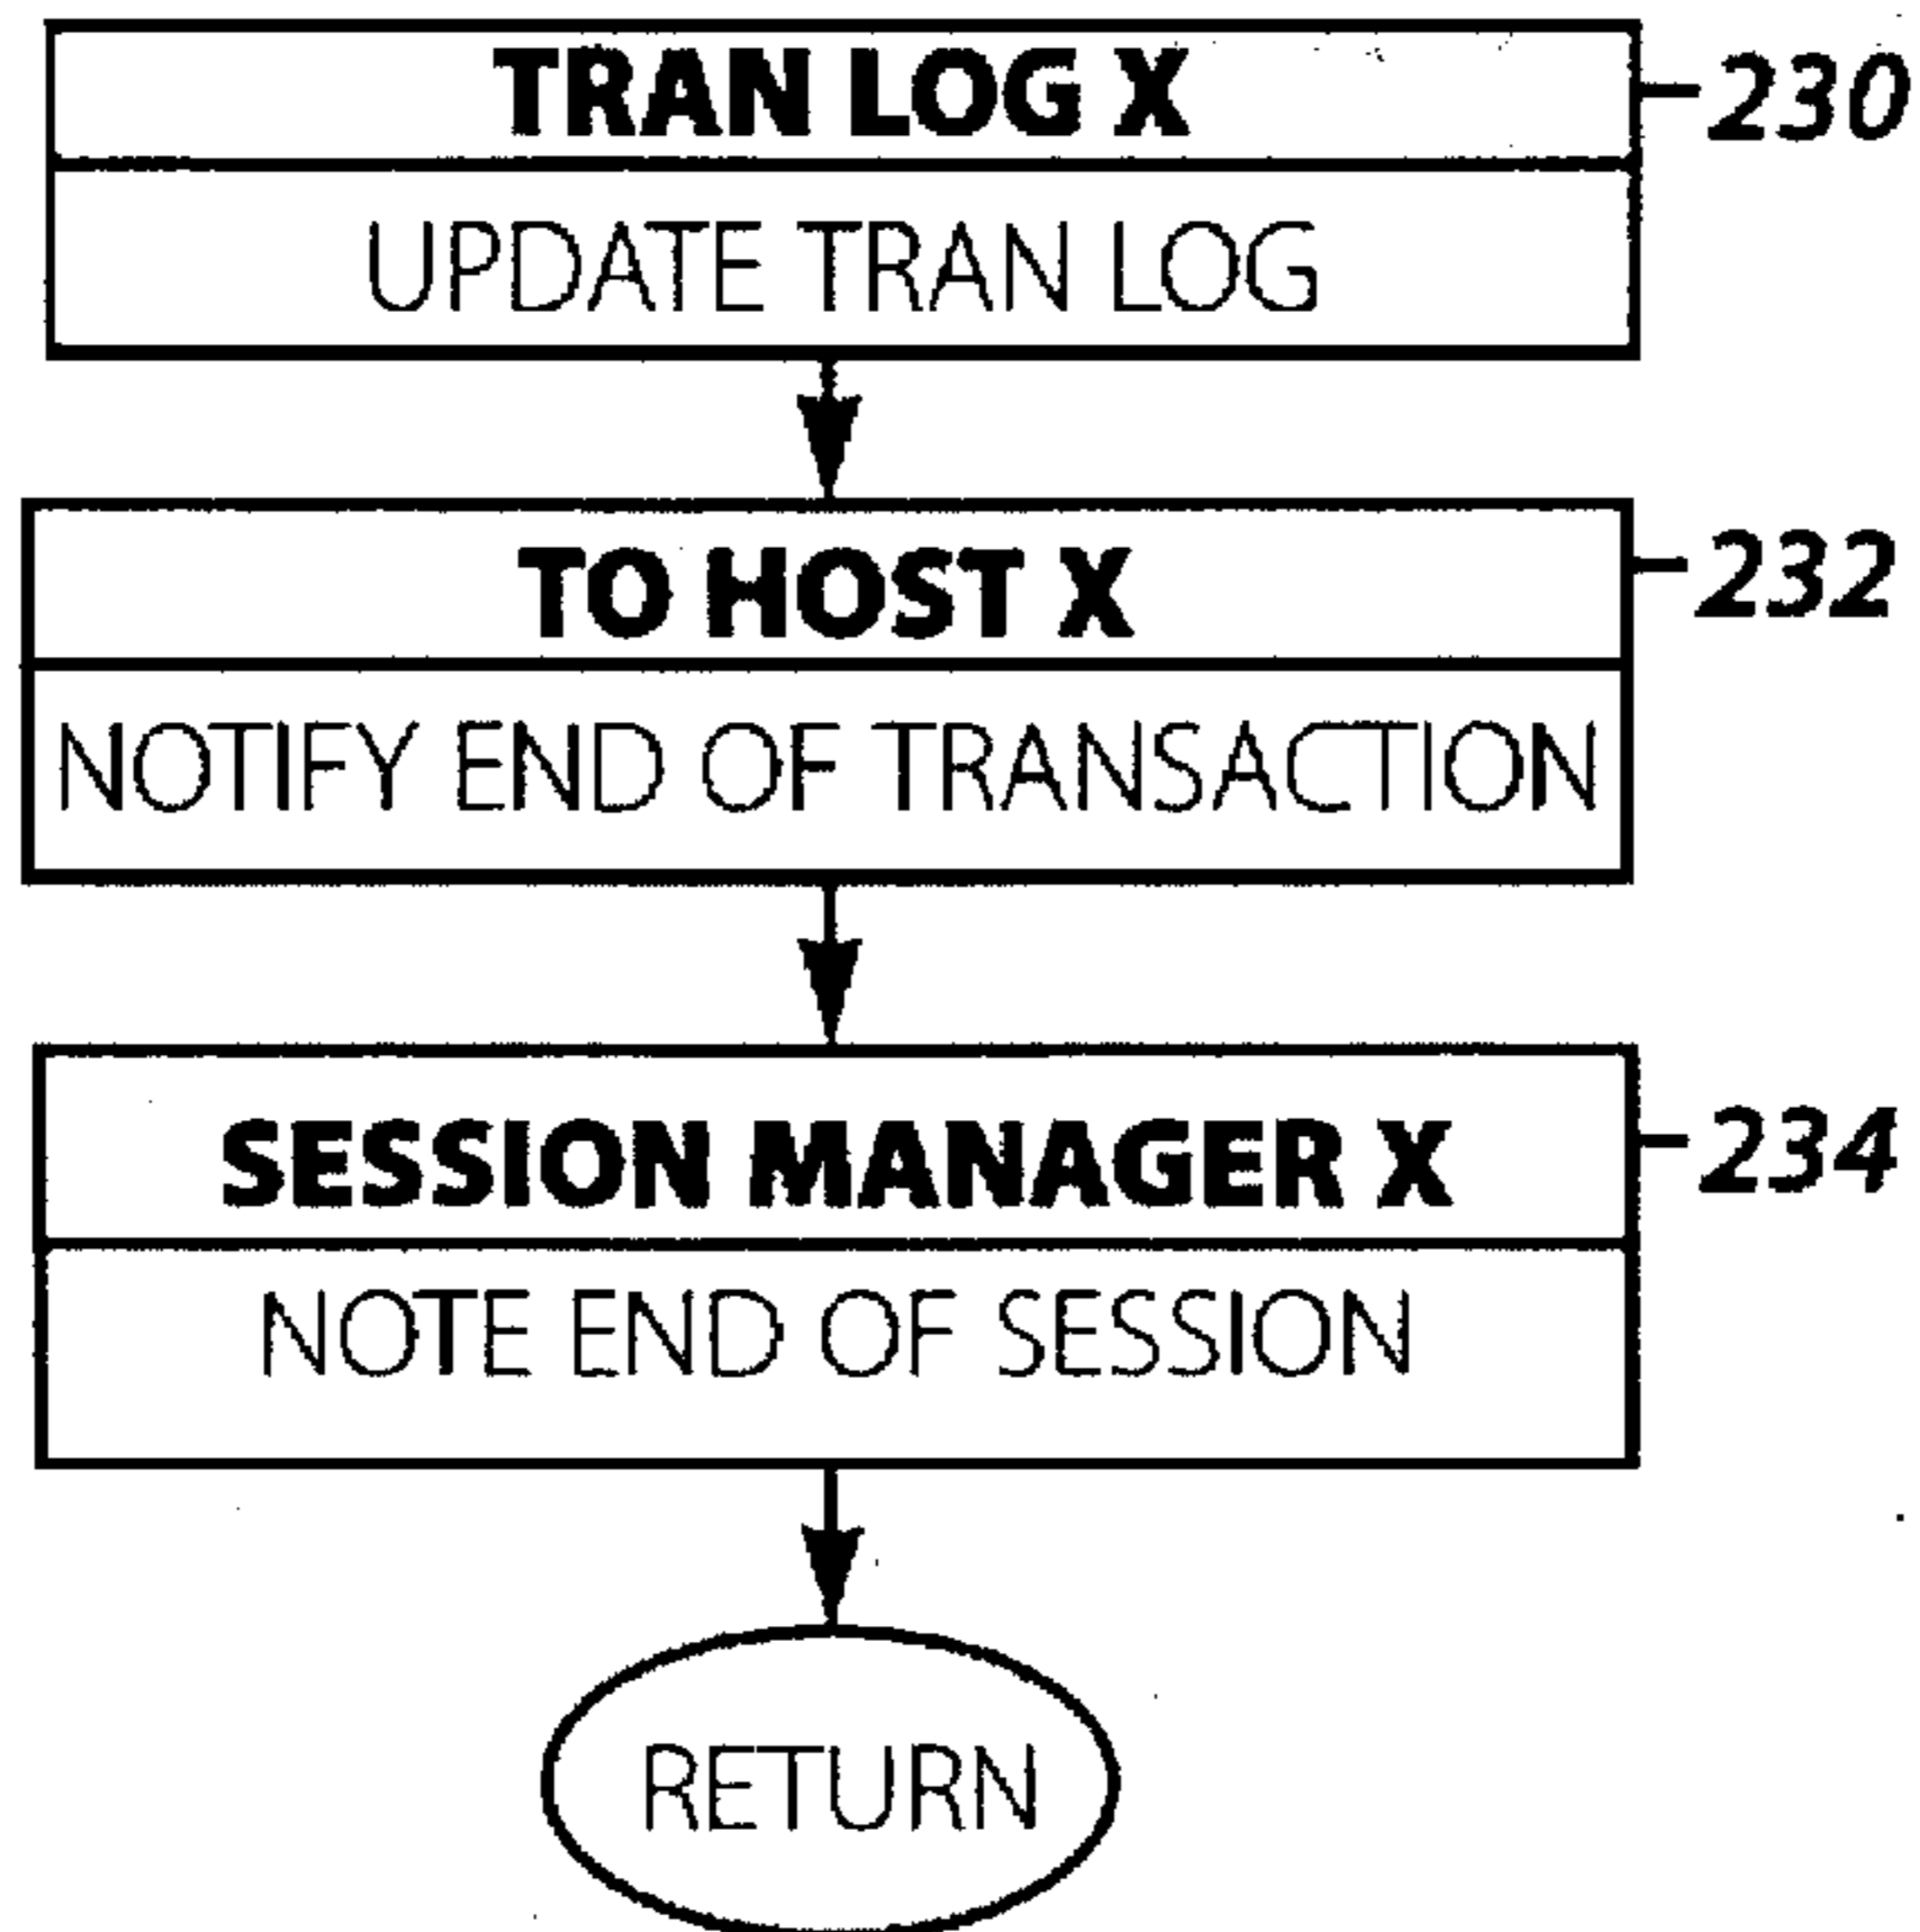 TRAN LOG X
230
UPDATE TRAN LOG
TO HOST X
232
NOTIFY END OF TRANSACTION
SESSION MANAGER X
234
NOTE END OF SESSION
RETURN